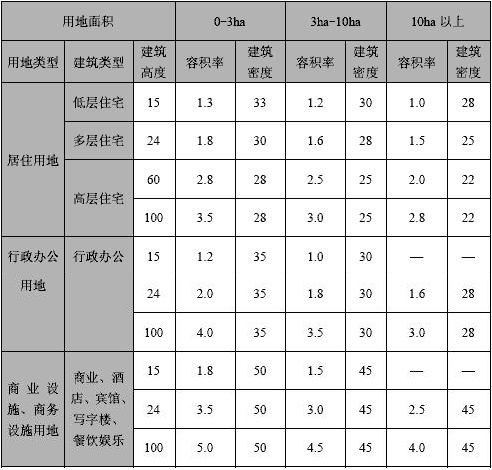 用地面积 0-3ha 3ha-10ha 10ha 以上
用地类型 建筑类型 建筑高度 容积率 建筑密度 容积率 建筑密度 容积率 建筑密度
居住用地 低层住宅 15 1.3 33 1.2 30 1.0 28
多层住宅 24 1.8 30 1.6 28 1.5 25
高层住宅 60 2.8 28 2.5 25 2.0 22
100 3.5 28 3.0 25 2.8 22
行政办公用地 行政办公 15 1.2 35 1.0 30 — —
24 2.0 35 1.8 30 1.6 28
100 4.0 35 3.5 30 3.0 28
商业设施、商务设施用地 商业、酒店、宾馆、写字楼、餐饮娱乐 15 1.8 50 1.5 45 — —
24 3.5 50 3.0 45 2.5 45
100 5.0 50 4.5 45 4.0 45